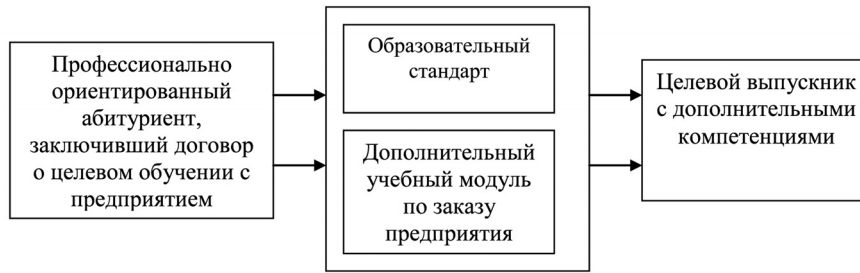 Профессионально
ориентированный
абитуриент,
заключивший договор
о целевом обучении с
предприятием
Образовательный
стандарт
Дополнительный
учебный модуль
по заказу
предприятия
Целевой выпускник
с дополнительными
компетенциями